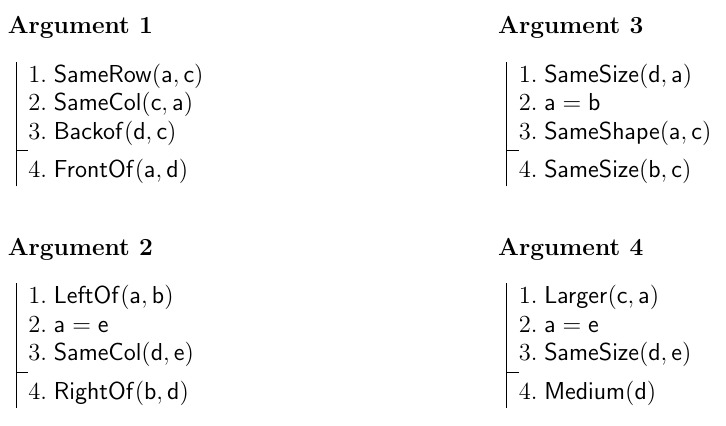 Argument 1
1. SameRow(a, c)
2. SameCol(c, a)
3. Backof(d, c)
4. FrontOf(a, d)
Argument 2
1. LeftOf(a, b)
2. a = e
3. SameCol(d, e)
4. RightOf(b, d)
Argument 3
1. SameSize(d, a)
2. a = b
3. SameShape(a, c)
4. SameSize(b, c)
Argument 4
1. Larger(c, a)
2. a = e
3. SameSize(d, e)
4. Medium(d)